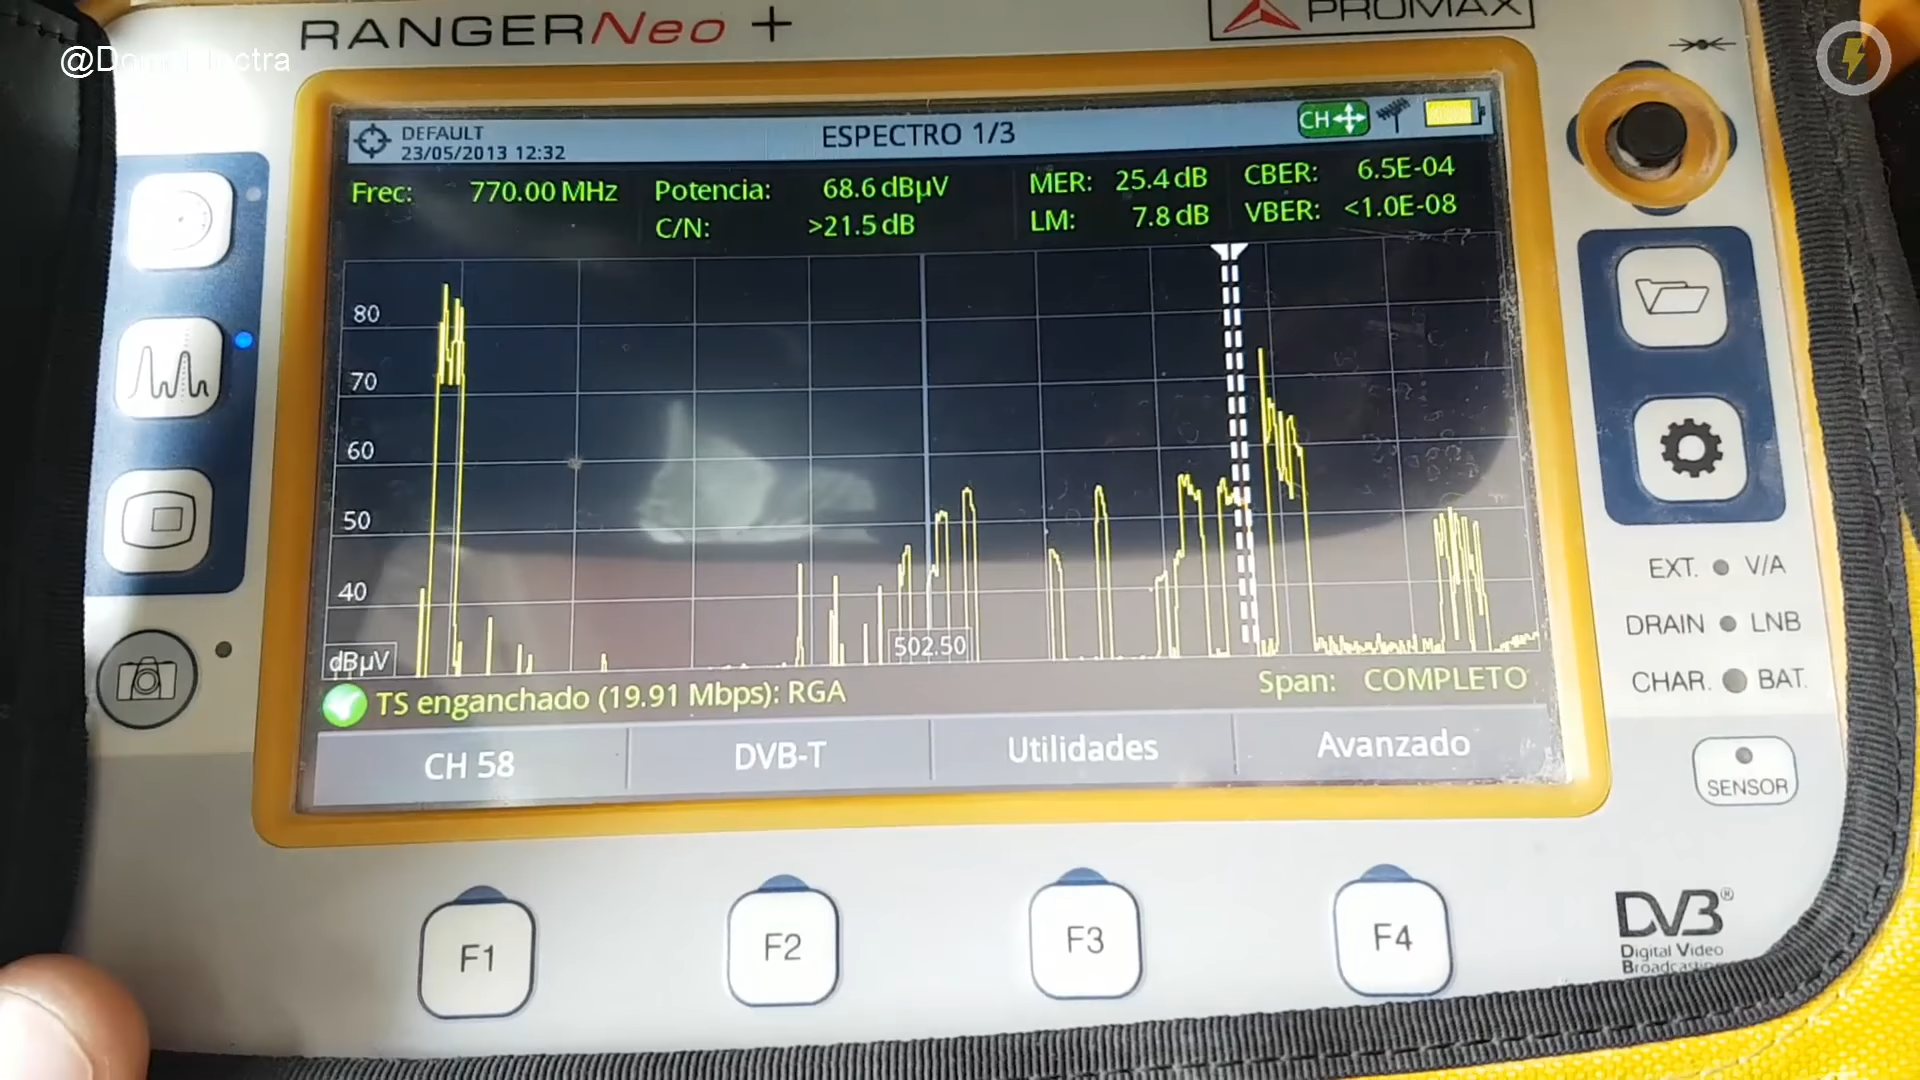 RANGERNeo +
PROMAX
DEFAULT
23/05/2013 12:32
ESPECTRO 1/3
CH
Frec: 770.00 MHz
Potencia: 68.6 dBµV
C/N: >21.5 dB
MER: 25.4 dB
LM: 7.8 dB
CBER: 6.5E-04
VBER: <1.0E-08
80
70
60
50
40
dBµV
502.50
TS enganchado (19.91 Mbps): RGA
Span: COMPLETO
CH 58
DVB-T
Utilidades
Avanzado
EXT. V/A
DRAIN LNB
CHAR. BAT.
SENSOR
F1
F2
F3
F4
DVB®
Digital Video
Broadcasting